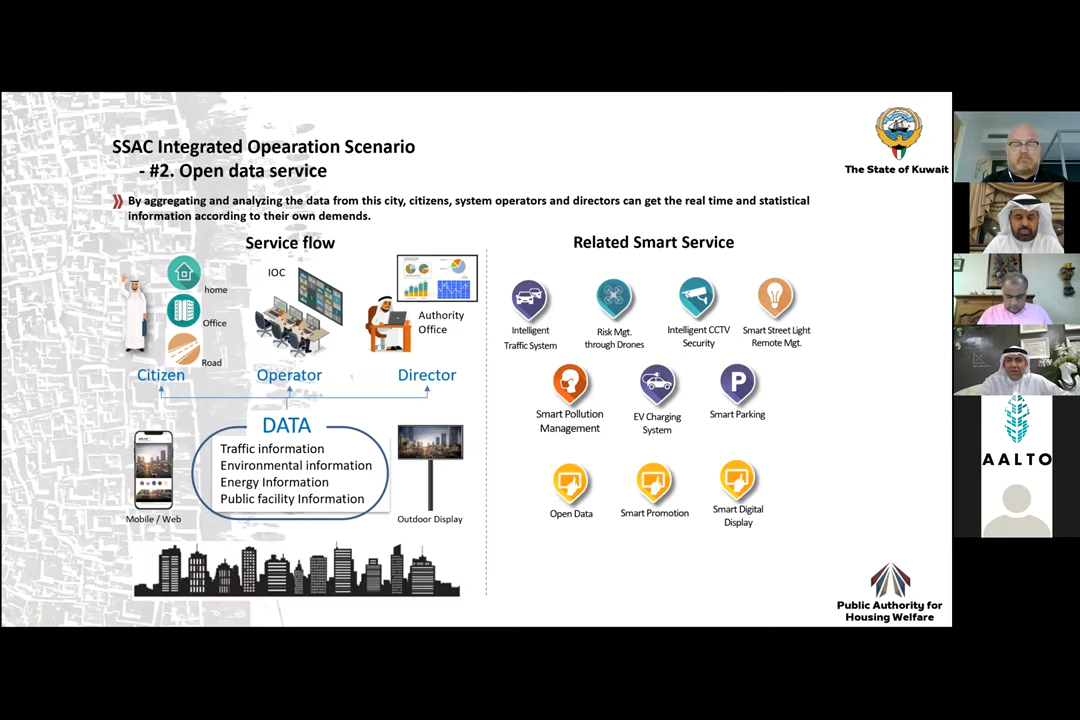 SSAC Integrated Opearation Scenario
- #2. Open data service
The State of Kuwait
By aggregating and analyzing the data from this city, citizens, system operators and directors can get the real time and statistical
information according to their own demends.
Service flow
IOC
home
Office
Road
Authority
Office
Citizen
Operator
Director
DATA
Traffic information
Environmental information
Energy Information
Public facility Information
Mobile / Web
Outdoor Display
Related Smart Service
Intelligent
Traffic System
Risk Mgt.
through Drones
Intelligent CCTV
Security
Smart Street Light
Remote Mgt.
Smart Pollution
Management
EV Charging
System
P
Smart Parking
Open Data
Smart Promotion
Smart Digital
Display
Public Authority for
Housing Welfare
AALTO